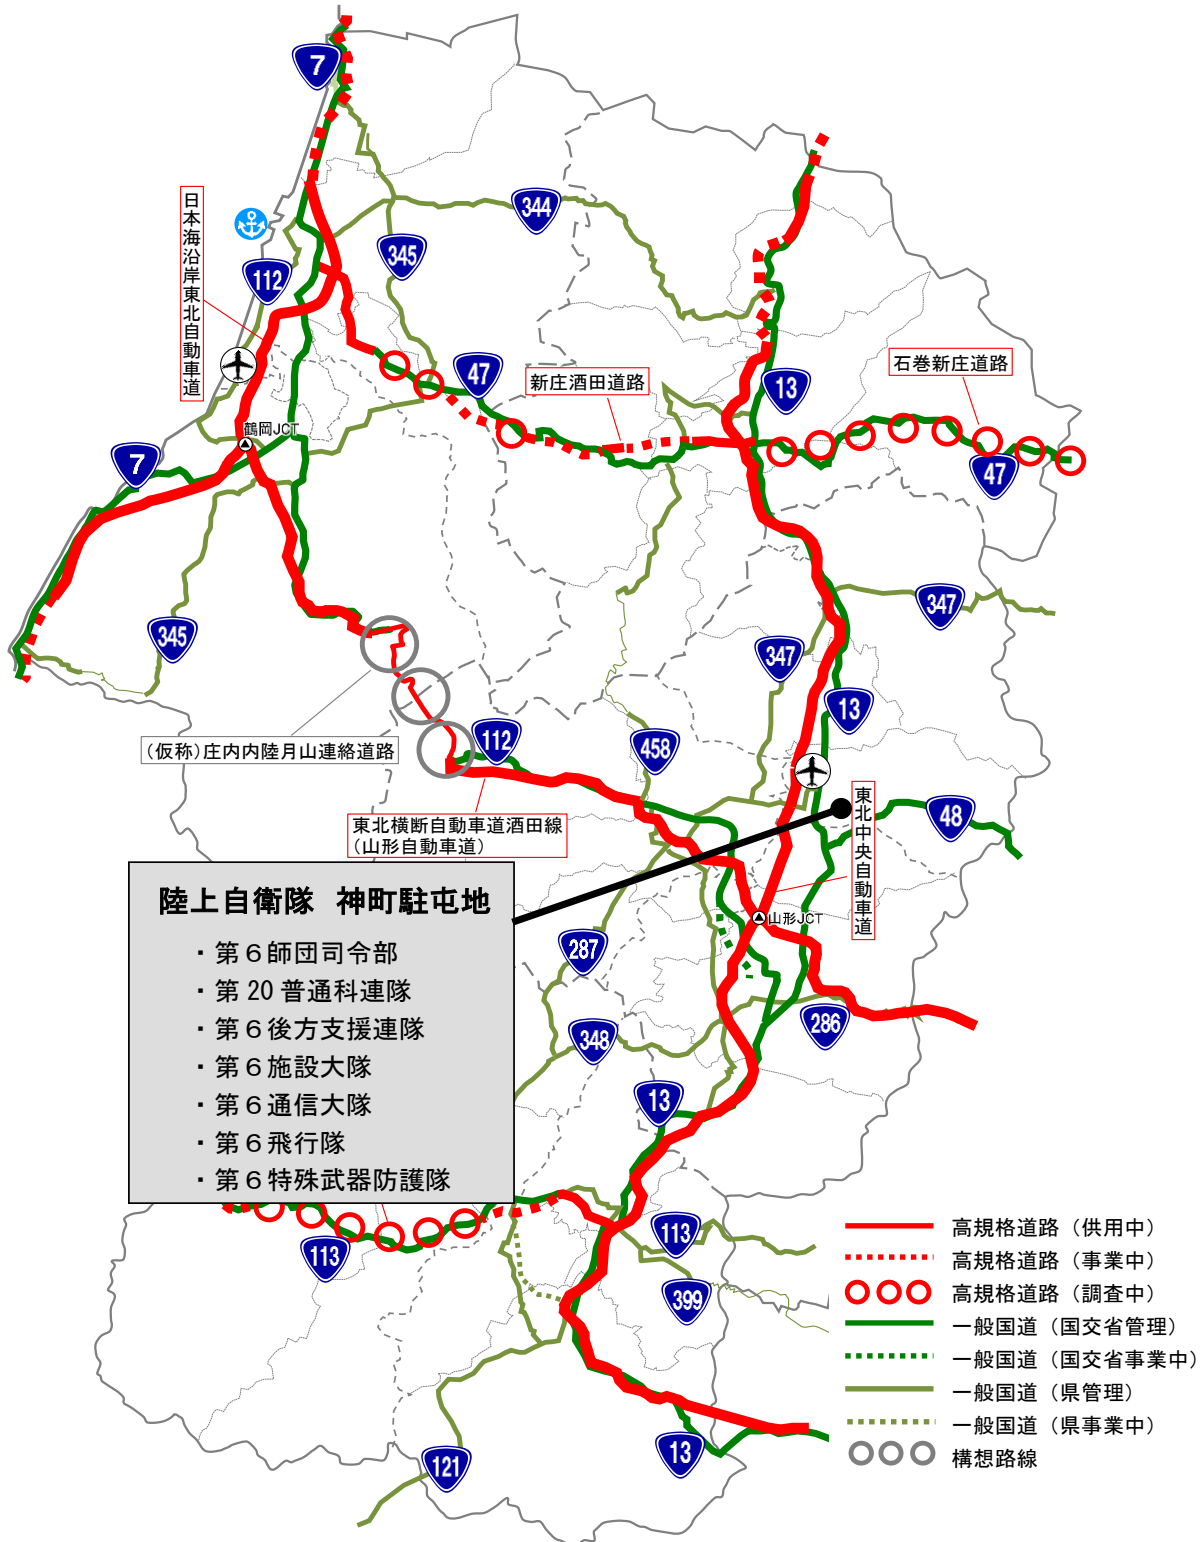 7
344
345
112
日本海沿岸東北自動車道
47
新庄酒田道路
13
石巻新庄道路
鶴岡JCT
7
47
347
345
347
13
(仮称)庄内内陸月山連絡道路
112
458
東北横断自動車道酒田線
(山形自動車道)
東北中央自動車道
48
陸上自衛隊 神町駐屯地
・第6師団司令部
・第20普通科連隊
・第6後方支援連隊
・第6施設大隊
・第6通信大隊
・第6飛行隊
・第6特殊武器防護隊
山形JCT
287
286
348
13
113
113
399
121
13
高規格道路(供用中)
高規格道路(事業中)
高規格道路(調査中)
一般国道(国交省管理)
一般国道(国交省事業中)
一般国道(県管理)
一般国道(県事業中)
構想路線